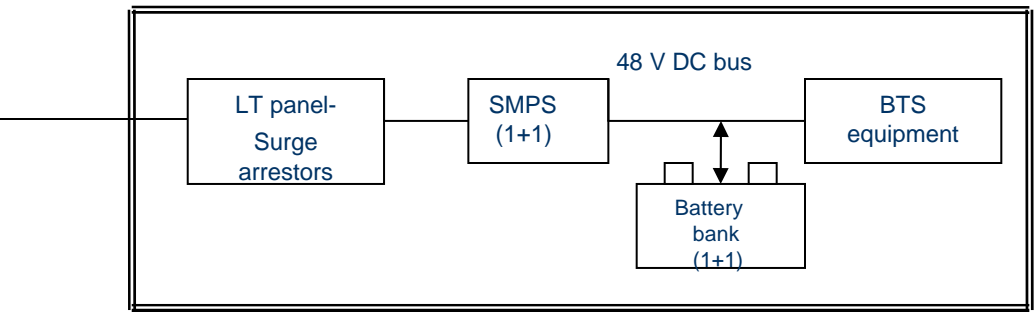 48 V DC bus
LT panel-
Surge
arrestors
SMPS
(1+1)
BTS
equipment
Battery
bank
(1+1)